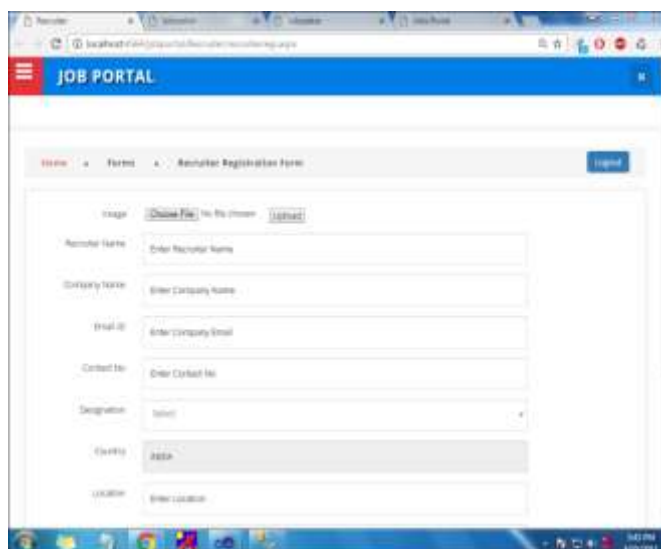 Recruiter
localhost
JOB PORTAL
Home Forms Recruiter Registration Form Logout
Image Choose File No file chosen Upload
Recruiter Name Enter Recruiter Name
Company Name Enter Company Name
Email ID Enter Company Email
Contact No Enter Contact No
Designation Select
Country INDIA
Location Enter Location